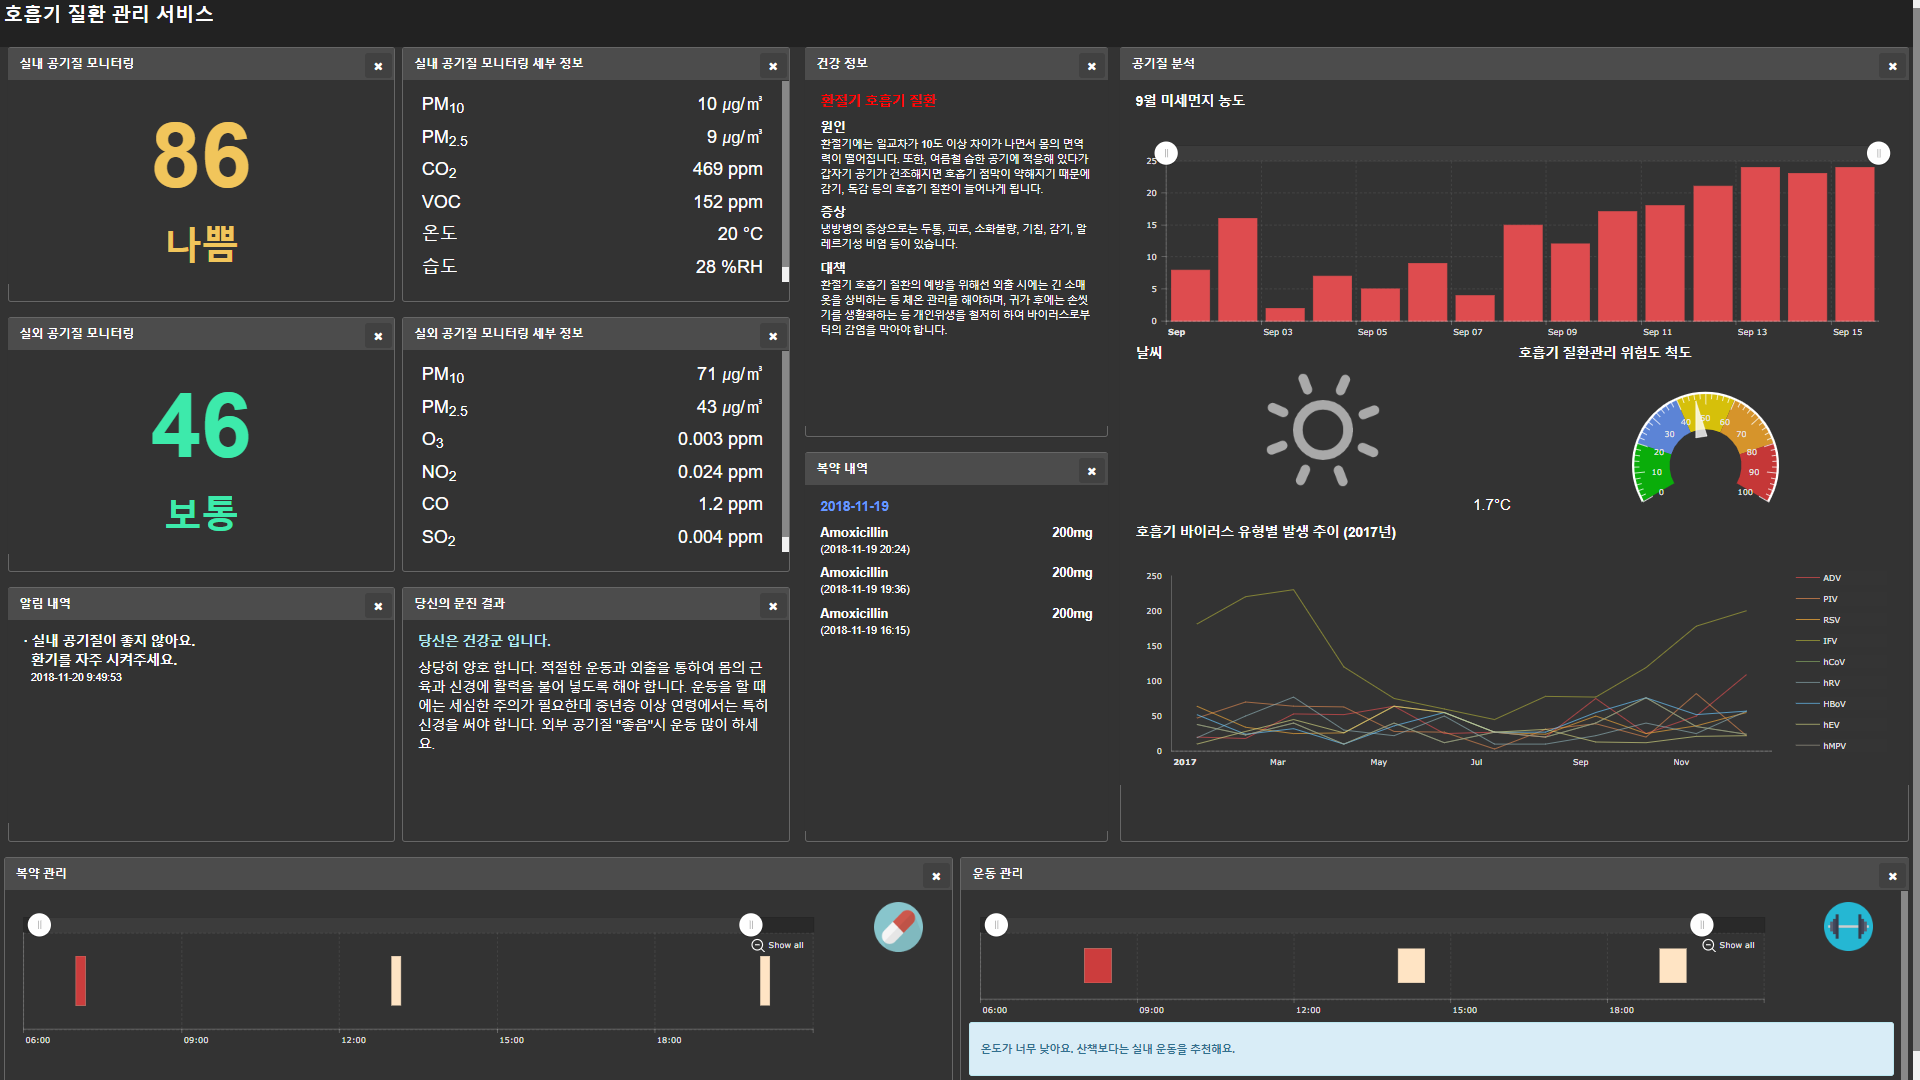 호흡기 질환 관리 서비스
실내 공기질 모니터링
86
나쁨
실내 공기질 모니터링 세부 정보
PM10 10 µg/㎥
PM2.5 9 µg/㎥
CO2 469 ppm
VOC 152 ppm
온도 20 °C
습도 28 %RH
실외 공기질 모니터링
46
보통
실외 공기질 모니터링 세부 정보
PM10 71 µg/㎥
PM2.5 43 µg/㎥
O3 0.003 ppm
NO2 0.024 ppm
CO 1.2 ppm
SO2 0.004 ppm
알림 내역
· 실내 공기질이 좋지 않아요.
환기를 자주 시켜주세요.
2018-11-20 9:49:53
당신의 문진 결과
당신은 건강군 입니다.
상당히 양호 합니다. 적절한 운동과 외출을 통하여 몸의 근
육과 신경에 활력을 불어 넣도록 해야 합니다. 운동을 할 때
에는 세심한 주의가 필요한데 중년층 이상 연령에서는 특히
신경을 써야 합니다. 외부 공기질 "좋음"시 운동 많이 하세
요.
건강 정보
환절기 호흡기 질환
원인
환절기에는 일교차가 10도 이상 차이가 나면서 몸의 면역
력이 떨어집니다. 또한, 여름철 습한 공기에 적응해 있다가
갑자기 공기가 건조해지면 호흡기 점막이 약해지기 때문에
감기, 독감 등의 호흡기 질환이 늘어나게 됩니다.
증상
냉방병의 증상으로는 두통, 피로, 소화불량, 기침, 감기, 알
레르기성 비염 등이 있습니다.
대책
환절기 호흡기 질환의 예방을 위해선 외출 시에는 긴 소매
옷을 상비하는 등 체온 관리를 해야하며, 귀가 후에는 손씻
기를 생활화하는 등 개인위생을 철저히 하여 바이러스로부
터의 감염을 막아야 합니다.
복약 내역
2018-11-19
Amoxicillin 200mg
(2018-11-19 20:24)
Amoxicillin 200mg
(2018-11-19 19:36)
Amoxicillin 200mg
(2018-11-19 16:15)
공기질 분석
9월 미세먼지 농도
25
20
15
10
5
0
Sep Sep 03 Sep 05 Sep 07 Sep 09 Sep 11 Sep 13 Sep 15
날씨
1.7°C
호흡기 질환관리 위험도 척도
0 10 20 30 40 50 60 70 80 90 100
호흡기 바이러스 유형별 발생 추이 (2017년)
250
200
150
100
50
0
2017 Mar May Jul Sep Nov
ADV
PIV
RSV
IFV
hCoV
hRV
HBoV
hEV
hMPV
복약 관리
Show all
06:00 09:00 12:00 15:00 18:00
운동 관리
Show all
06:00 09:00 12:00 15:00 18:00
온도가 너무 낮아요. 산책보다는 실내 운동을 추천해요.